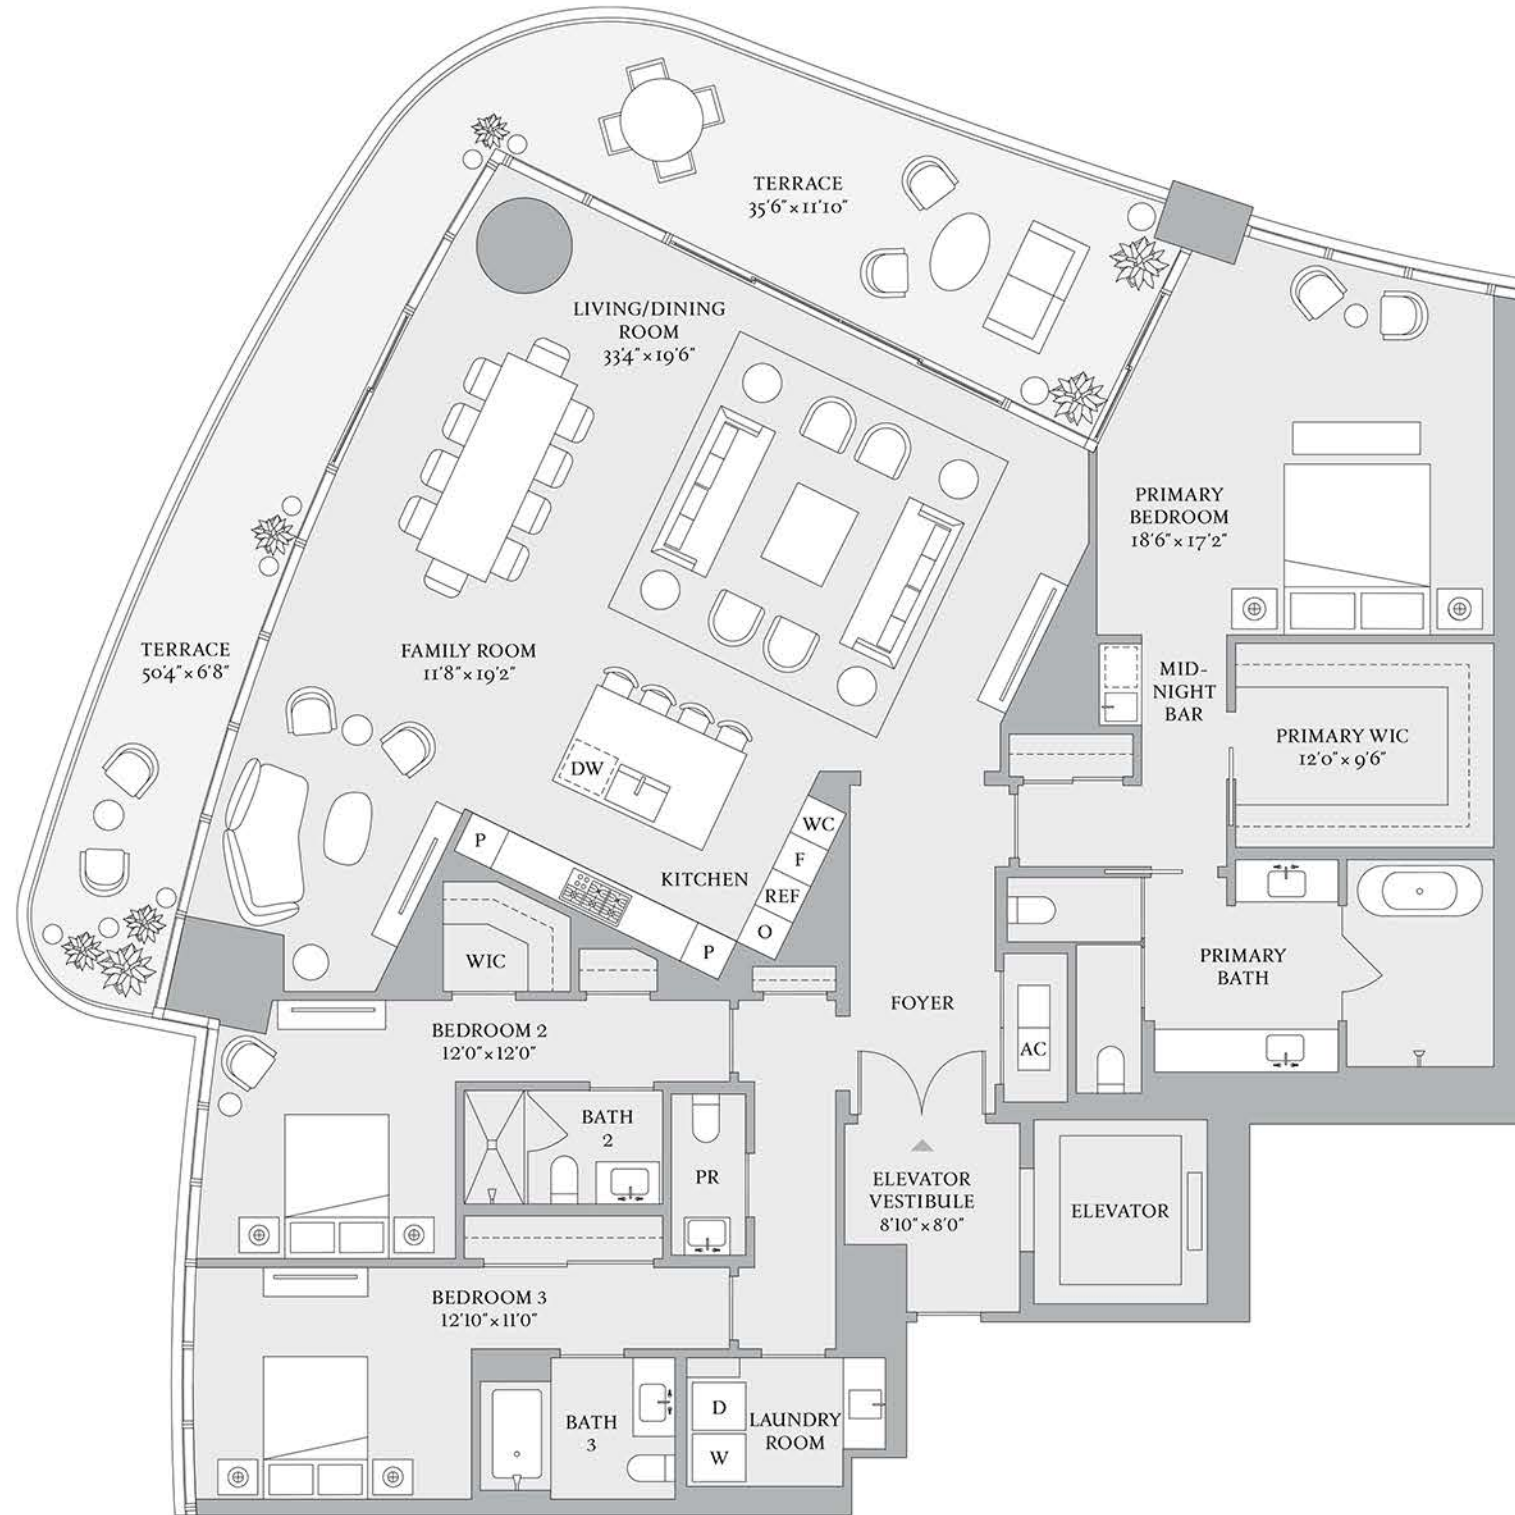 TERRACE
35'6" × 11'10"
LIVING/DINING
ROOM
33'4" × 19'6"
PRIMARY
BEDROOM
18'6" × 17'2"
TERRACE
50'4" × 6'8"
FAMILY ROOM
11'8" × 19'2"
MID-
NIGHT
BAR
PRIMARY WIC
12'0" × 9'6"
DW
P
WC
F
REF
O
KITCHEN
P
WIC
PRIMARY
BATH
FOYER
AC
BEDROOM 2
12'0" × 12'0"
BATH
2
PR
ELEVATOR
VESTIBULE
8'10" × 8'0"
ELEVATOR
BEDROOM 3
12'10" × 11'0"
BATH
3
D
W
LAUNDRY
ROOM